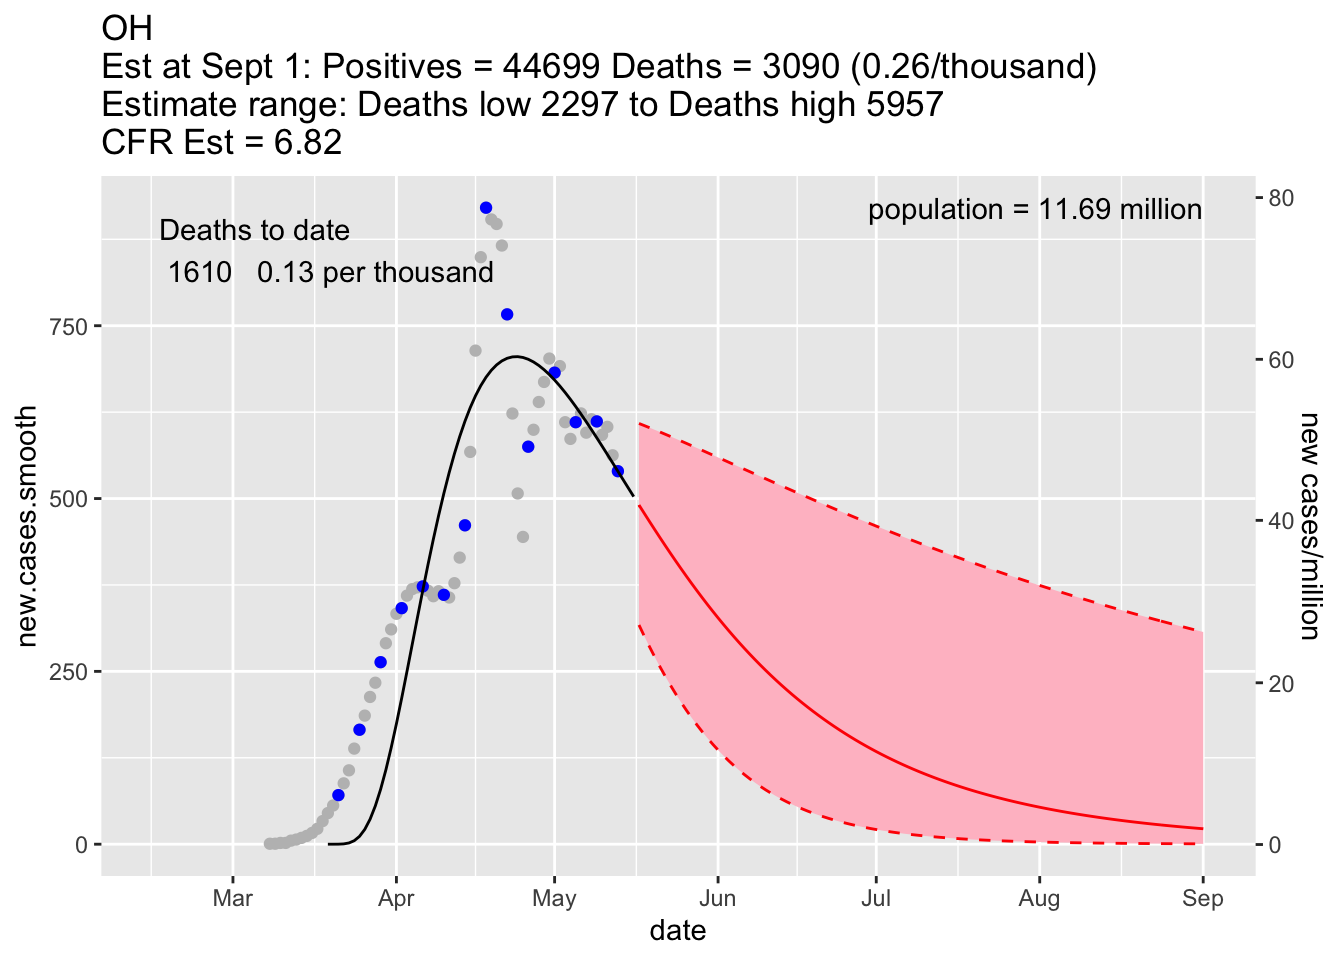 OH
Est at Sept 1: Positives = 44699 Deaths = 3090 (0.26/thousand)
Estimate range: Deaths low 2297 to Deaths high 5957
CFR Est = 6.82
Deaths to date
1610 0.13 per thousand
population = 11.69 million
new.cases.smooth
750
500
250
0
80
60
40
20
0
new cases/million
Mar Apr May Jun Jul Aug Sep
date